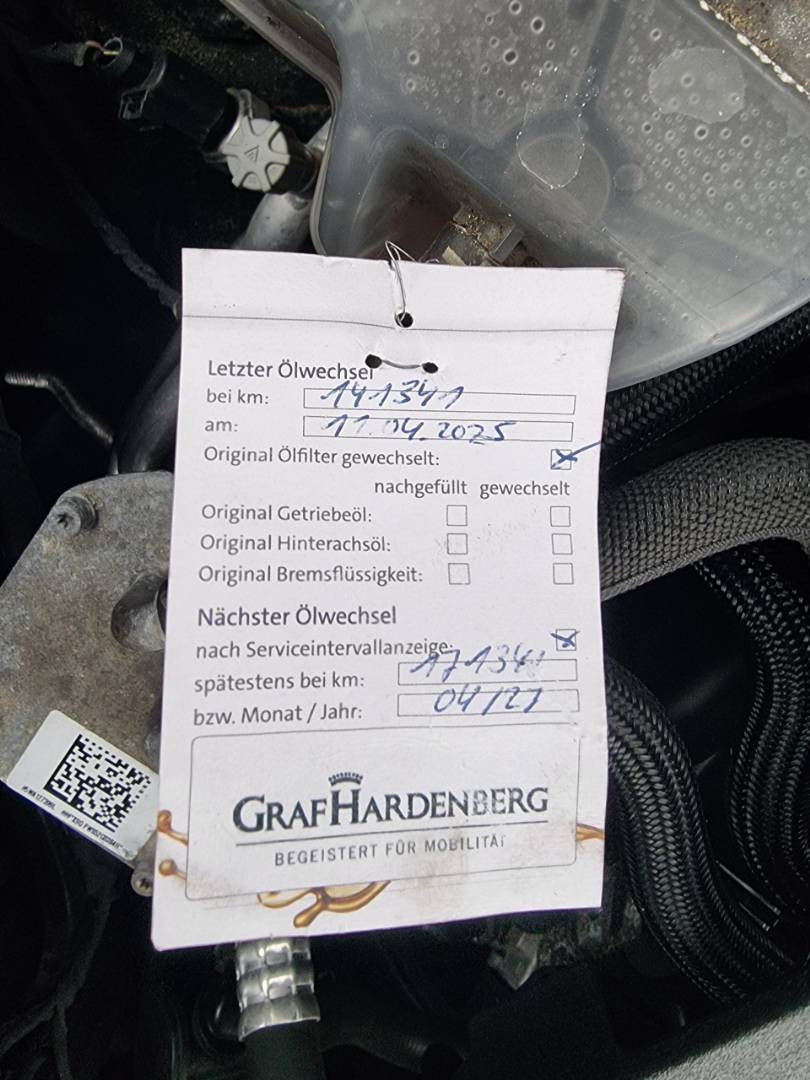 Letzter Ölwechsel
bei km: 141341
am: 11.04.2025
Original Ölfilter gewechselt:
nachgefüllt gewechselt
Original Getriebeöl:
Original Hinterachsöl:
Original Bremsflüssigkeit:
Nächster Ölwechsel
nach Serviceintervallanzeige:
spätestens bei km: 171341
bzw. Monat / Jahr: 04/27
GRAFHARDENBERG
BEGEISTERT FÜR MOBILITÄT